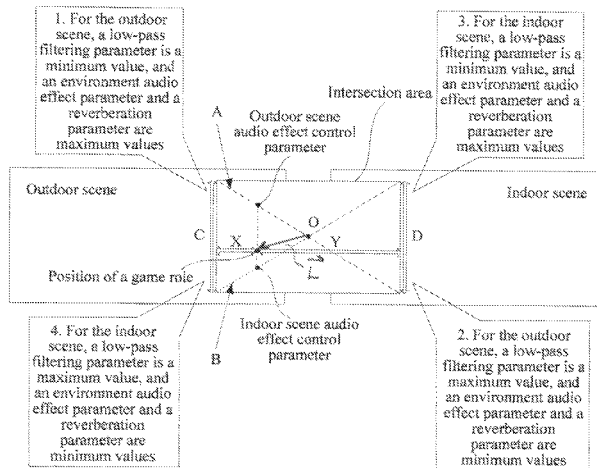 1. For the outdoor
scene, a low-pass
filtering parameter is a
minimum value, and
an environment audio
effect parameter and a
reverberation
parameter are
maximum values
3. For the indoor
scene, a low-pass
filtering parameter is a
minimum value, and
an environment audio
effect parameter and a
reverberation
parameter are
maximum values
Intersection area
A
Outdoor scene
audio effect control
parameter
Outdoor scene
Indoor scene
O
C
X
Y
D
L
Position of a game role
Indoor scene audio
effect control
parameter
B
4. For the indoor
scene, a low-pass
filtering parameter is a
maximum value, and
an environment audio
effect parameter and a
reverberation
parameter are
minimum values
2. For the outdoor
scene, a low-pass
filtering parameter is a
maximum value, and
an environment audio
effect parameter and a
reverberation
parameter are
minimum values